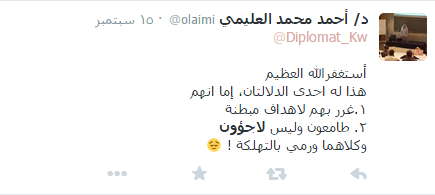 د/ أحمد محمد العليمي @olaimi · ١٥ سبتمبر
@Diplomat_Kw
أستغفرالله العظيم
هذا له احدى الدلالتان، إما انهم
١.غرر بهم لاهداف مبطنة
٢. طامعون وليس لاجؤون
وكلاهما ورمي بالتهلكة ! 😔